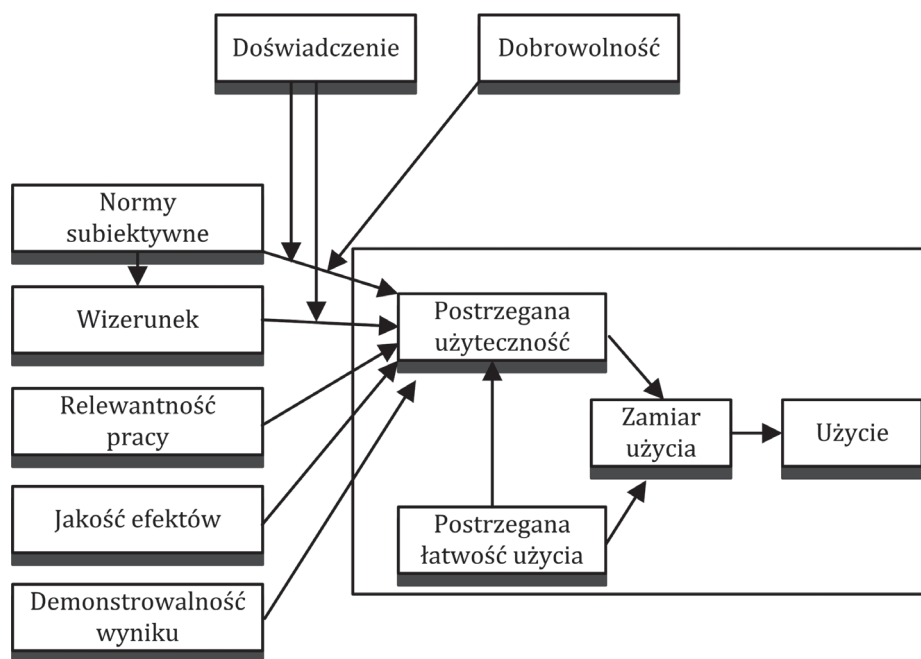 Doświadczenie
Dobrowolność
Normy
subiektywne
Wizerunek
Relewantność
pracy
Jakość efektów
Demonstrowalność
wyniku
Postrzegana
użyteczność
Postrzegana
łatwość użycia
Zamiar
użycia
Użycie